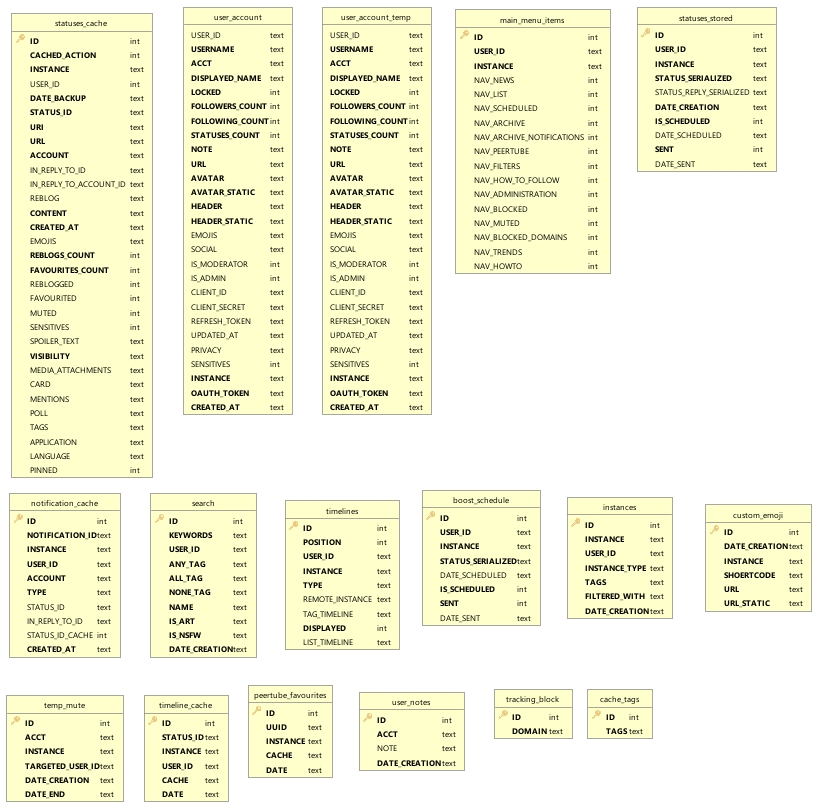 statuses_cache
ID int
CACHED_ACTION int
INSTANCE text
USER_ID int
DATE_BACKUP text
STATUS_ID text
URI text
URL text
ACCOUNT text
IN_REPLY_TO_ID text
IN_REPLY_TO_ACCOUNT_ID text
REBLOG text
CONTENT text
CREATED_AT text
EMOJIS text
REBLOGS_COUNT int
FAVOURITES_COUNT int
REBLOGGED int
FAVOURITED int
MUTED int
SENSITIVES int
SPOILER_TEXT text
VISIBILITY text
MEDIA_ATTACHMENTS text
CARD text
MENTIONS text
POLL text
TAGS text
APPLICATION text
LANGUAGE text
PINNED int
user_account
USER_ID text
USERNAME text
ACCT text
DISPLAYED_NAME text
LOCKED int
FOLLOWERS_COUNT int
FOLLOWING_COUNT int
STATUSES_COUNT int
NOTE text
URL text
AVATAR text
AVATAR_STATIC text
HEADER text
HEADER_STATIC text
EMOJIS text
SOCIAL text
IS_MODERATOR int
IS_ADMIN int
CLIENT_ID text
CLIENT_SECRET text
REFRESH_TOKEN text
UPDATED_AT text
PRIVACY text
SENSITIVES int
INSTANCE text
OAUTH_TOKEN text
CREATED_AT text
user_account_temp
USER_ID text
USERNAME text
ACCT text
DISPLAYED_NAME text
LOCKED int
FOLLOWERS_COUNT int
FOLLOWING_COUNT int
STATUSES_COUNT int
NOTE text
URL text
AVATAR text
AVATAR_STATIC text
HEADER text
HEADER_STATIC text
EMOJIS text
SOCIAL text
IS_MODERATOR int
IS_ADMIN int
CLIENT_ID text
CLIENT_SECRET text
REFRESH_TOKEN text
UPDATED_AT text
PRIVACY text
SENSITIVES int
INSTANCE text
OAUTH_TOKEN text
CREATED_AT text
main_menu_items
ID int
USER_ID text
INSTANCE text
NAV_NEWS int
NAV_LIST int
NAV_SCHEDULED int
NAV_ARCHIVE int
NAV_ARCHIVE_NOTIFICATIONS int
NAV_PEERTUBE int
NAV_FILTERS int
NAV_HOW_TO_FOLLOW int
NAV_ADMINISTRATION int
NAV_BLOCKED int
NAV_MUTED int
NAV_BLOCKED_DOMAINS int
NAV_TRENDS int
NAV_HOWTO int
statuses_stored
ID int
USER_ID text
INSTANCE text
STATUS_SERIALIZED text
STATUS_REPLY_SERIALIZED text
DATE_CREATION text
IS_SCHEDULED int
DATE_SCHEDULED text
SENT int
DATE_SENT text
notification_cache
ID int
NOTIFICATION_ID text
INSTANCE text
USER_ID text
ACCOUNT text
TYPE text
STATUS_ID text
IN_REPLY_TO_ID text
STATUS_ID_CACHE int
CREATED_AT text
search
ID int
KEYWORDS text
USER_ID text
ANY_TAG text
ALL_TAG text
NONE_TAG text
NAME text
IS_ART text
IS_NSFW text
DATE_CREATION text
timelines
ID int
POSITION int
USER_ID text
INSTANCE text
TYPE text
REMOTE_INSTANCE text
TAG_TIMELINE text
DISPLAYED int
LIST_TIMELINE text
boost_schedule
ID int
USER_ID text
INSTANCE text
STATUS_SERIALIZED text
DATE_SCHEDULED text
IS_SCHEDULED int
SENT int
DATE_SENT text
instances
ID int
INSTANCE text
USER_ID text
INSTANCE_TYPE text
TAGS text
FILTERED_WITH text
DATE_CREATION text
custom_emoji
ID int
DATE_CREATION text
INSTANCE text
SHOERTCODE text
URL text
URL_STATIC text
temp_mute
ID int
ACCT text
INSTANCE text
TARGETED_USER_ID text
DATE_CREATION text
DATE_END text
timeline_cache
ID int
STATUS_ID text
INSTANCE text
USER_ID text
CACHE text
DATE text
peertube_favourites
ID int
UUID text
INSTANCE text
CACHE text
DATE text
user_notes
ID int
ACCT text
NOTE text
DATE_CREATION text
tracking_block
ID int
DOMAIN text
cache_tags
ID int
TAGS text